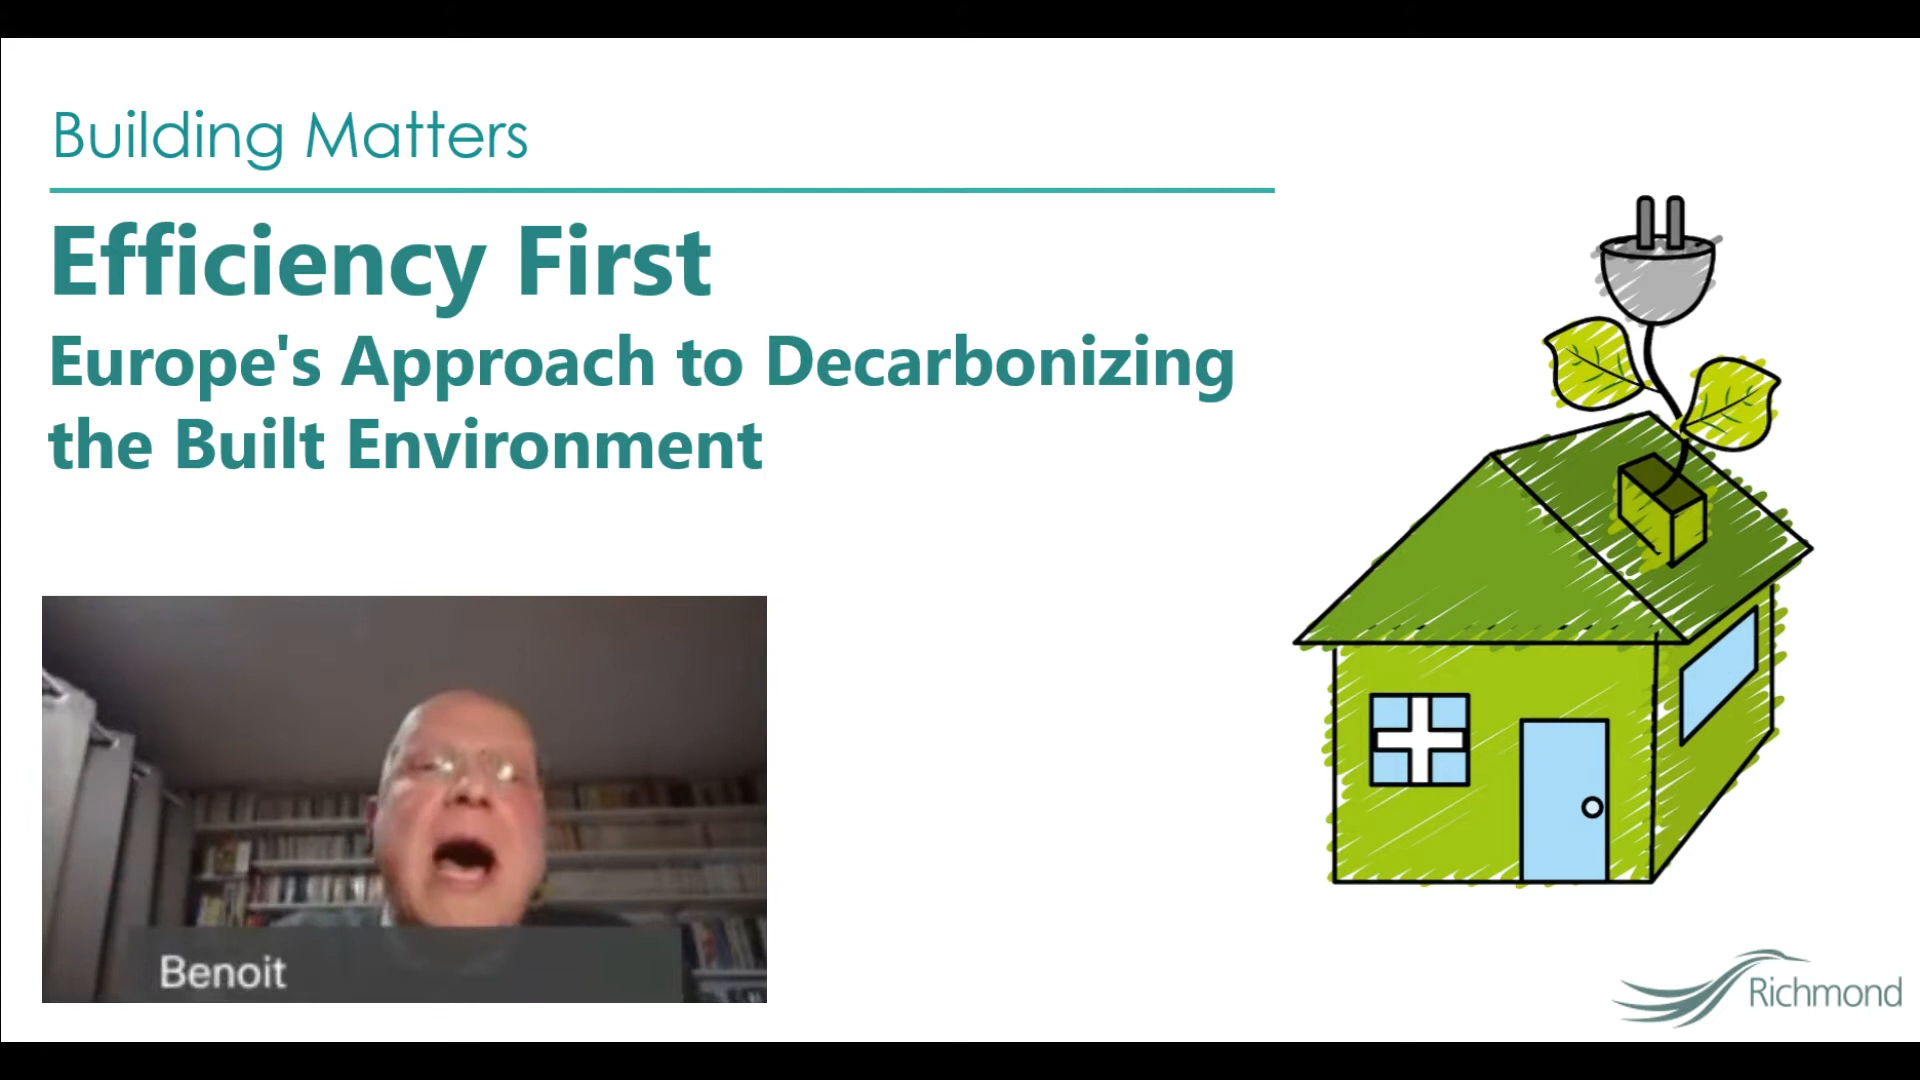 Building Matters
Efficiency First
Europe's Approach to Decarbonizing
the Built Environment
Benoit
Richmond